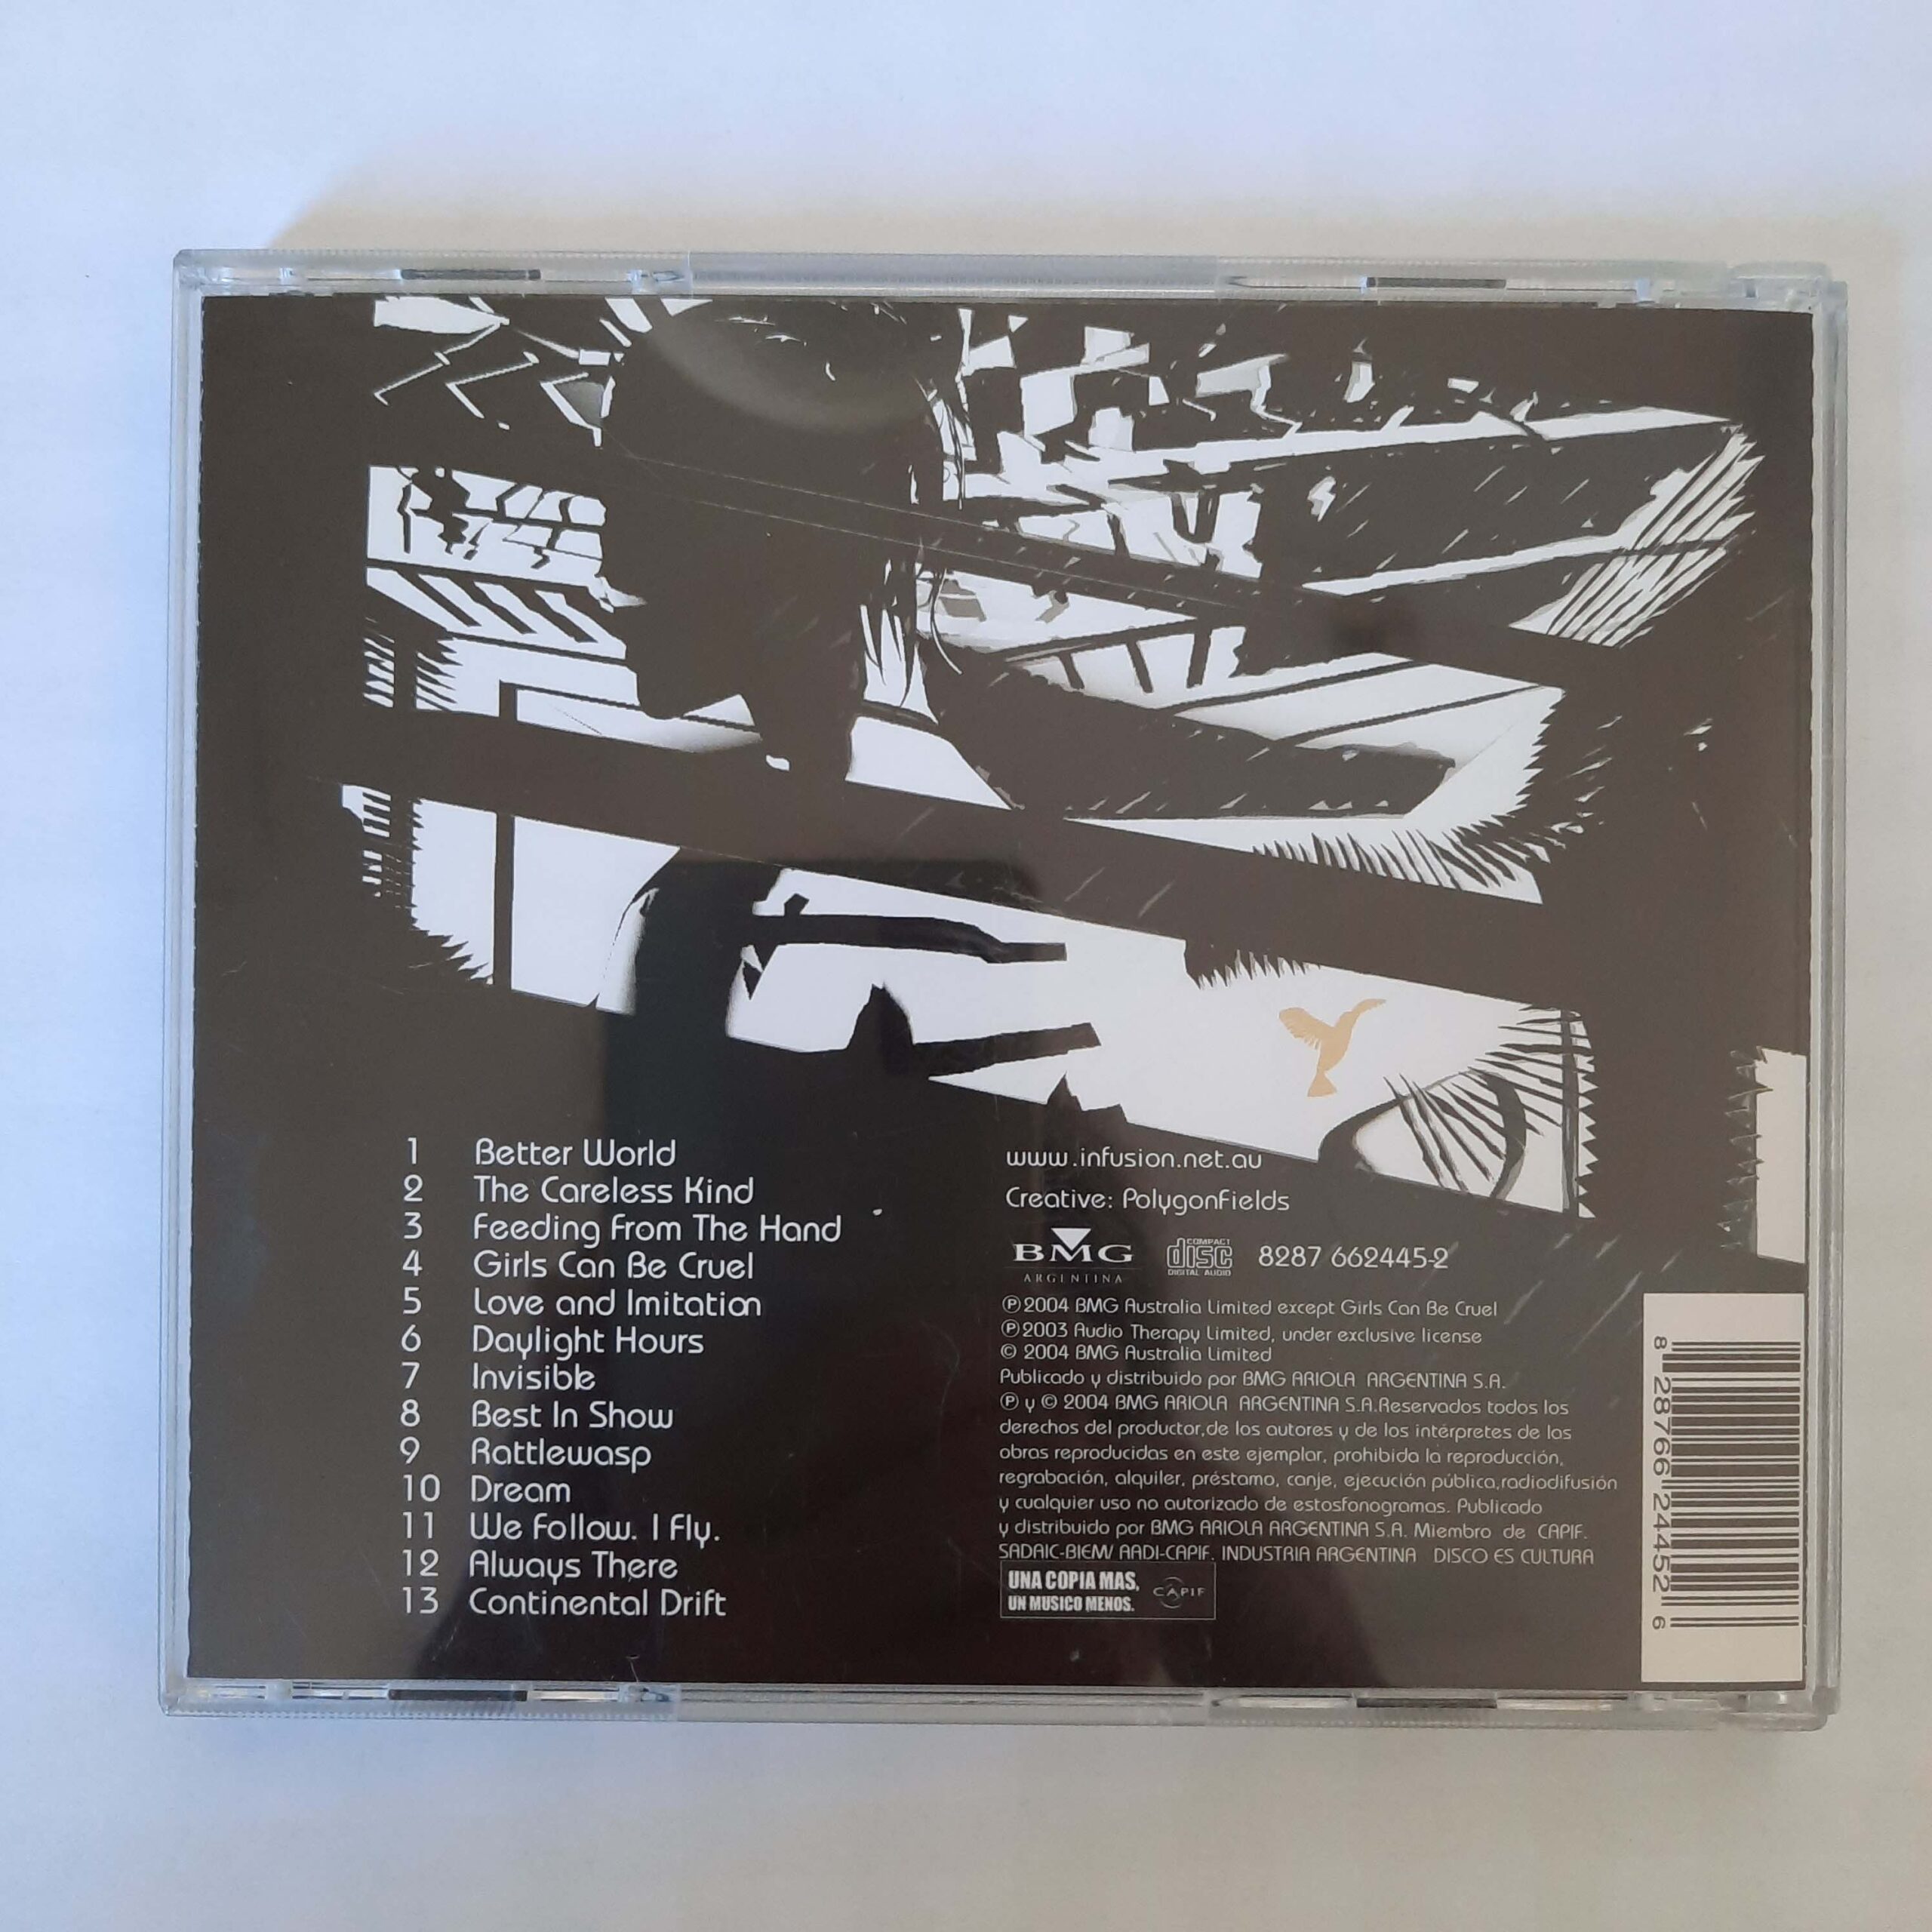 1 Better World
2 The Careless Kind
3 Feeding From The Hand
4 Girls Can Be Cruel
5 Love and Imitation
6 Daylight Hours
7 Invisible
8 Best In Show
9 Rattlewasp
10 Dream
11 We Follow. I Fly.
12 Always There
13 Continental Drift
www.infusion.net.au
Creative: PolygonFields
BMG
ARGENTINA
COMPACT
disc
DIGITAL AUDIO
8287 662445-2
℗2004 BMG Australia Limited except Girls Can Be Cruel
℗2003 Audio Therapy Limited, under exclusive license
© 2004 BMG Australia Limited
Publicado y distribuido por BMG ARIOLA ARGENTINA S.A.
℗ y © 2004 BMG ARIOLA ARGENTINA S.A.Reservados todos los
derechos del productor,de los autores y de los intérpretes de las
obras reproducidas en este ejemplar, prohibida la reproducción,
regrabación, alquiler, préstamo, canje, ejecución pública,radiodifusión
y cualquier uso no autorizado de estosfonogramas. Publicado
y distribuido por BMG ARIOLA ARGENTINA S.A. Miembro de CAPIF.
SADAIC-BIEM/ AADI-CAPIF. INDUSTRIA ARGENTINA DISCO ES CULTURA
UNA COPIA MAS,
UN MUSICO MENOS.
CAPIF
8 28766 24452 6